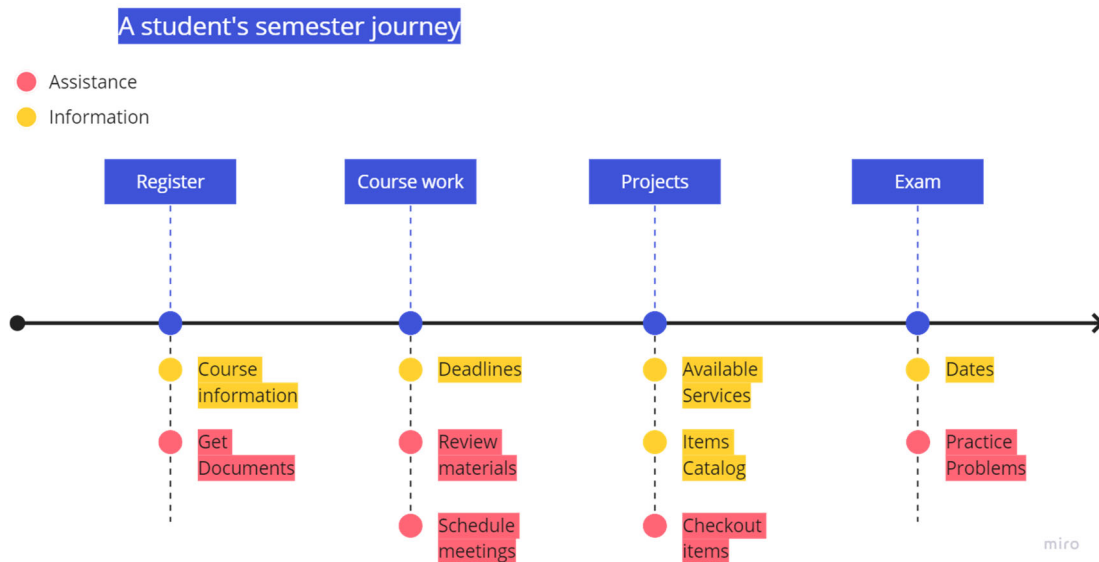 A student's semester journey
Assistance
Information
Register
Course work
Projects
Exam
Course
information
Get
Documents
Deadlines
Review
materials
Schedule
meetings
Available
Services
Items
Catalog
Checkout
items
Dates
Practice
Problems
miro